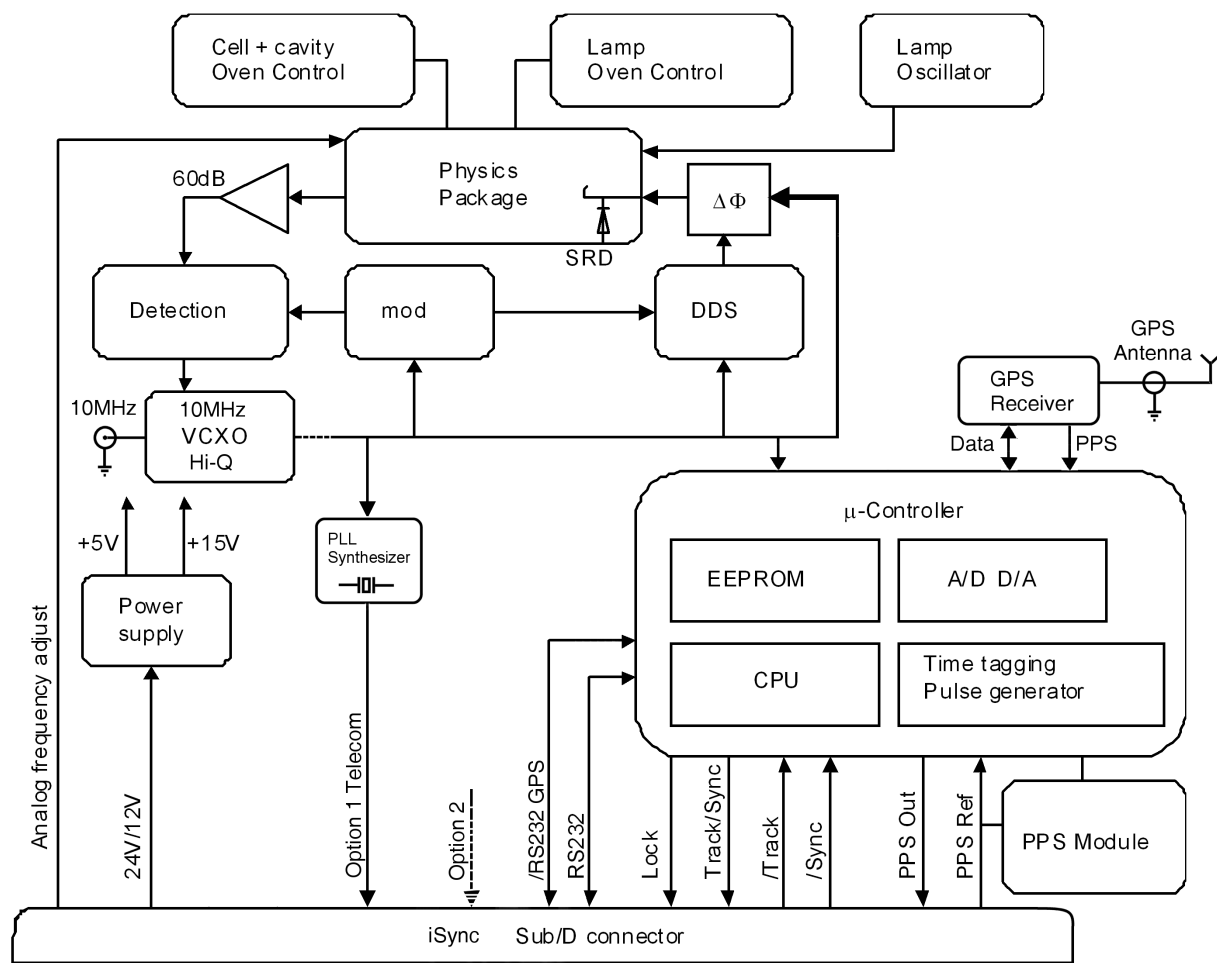 Cell + cavity
Oven Control
Lamp
Oven Control
Lamp
Oscillator
60dB
Physics
Package
ΔΦ
SRD
Detection
mod
DDS
GPS
Antenna
GPS
Receiver
10MHz
10MHz
VCXO
Hi-Q
Data
PPS
+5V
+15V
PLL
Synthesizer
μ-Controller
EEPROM
A/D D/A
Power
supply
CPU
Time tagging
Pulse generator
Analog frequency adjust
24V/12V
Option 1 Telecom
Option 2
/RS232 GPS
RS232
Lock
Track/Sync
/Track
/Sync
PPS Out
PPS Ref
PPS Module
iSync Sub/D connector